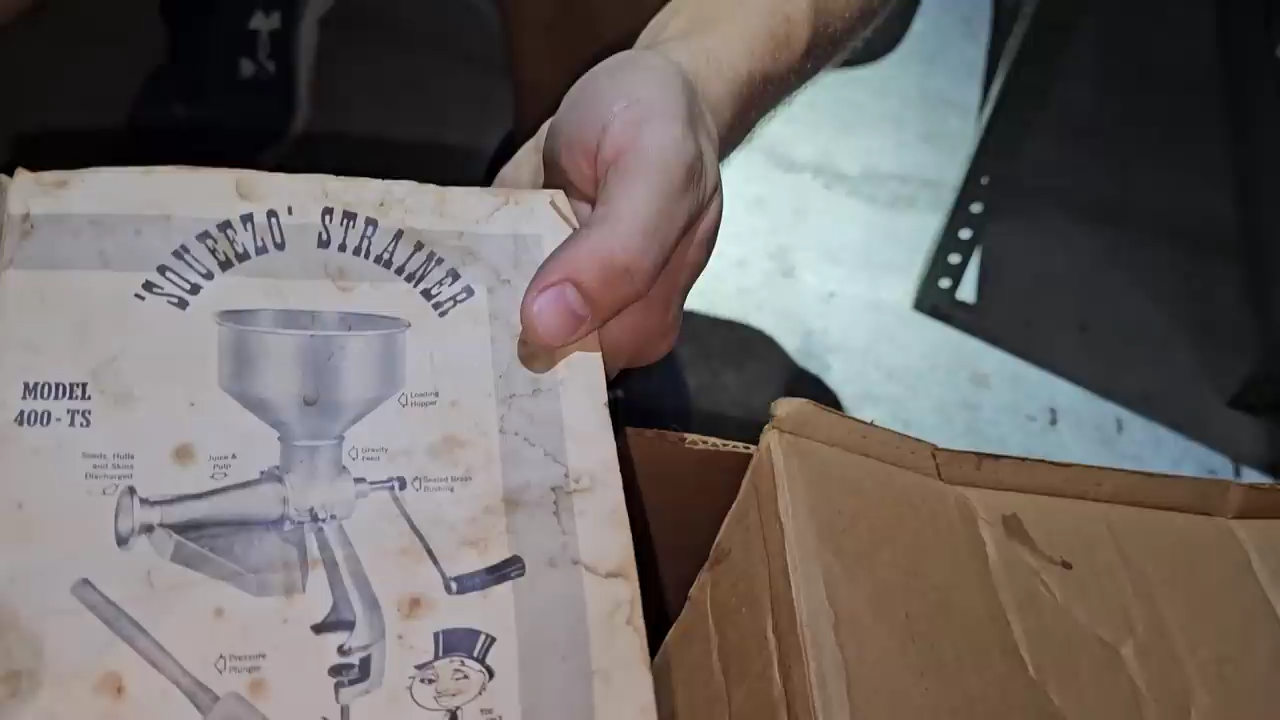 'SQUEEZO' STRAINER
MODEL
400-TS
Loading
Hopper
Gravity
Feed
Seeds, Hulls
and Skins
Discharged
Juice &
Pulp
Sealed Brass
Bushing
Pressure
Plunger
YOU